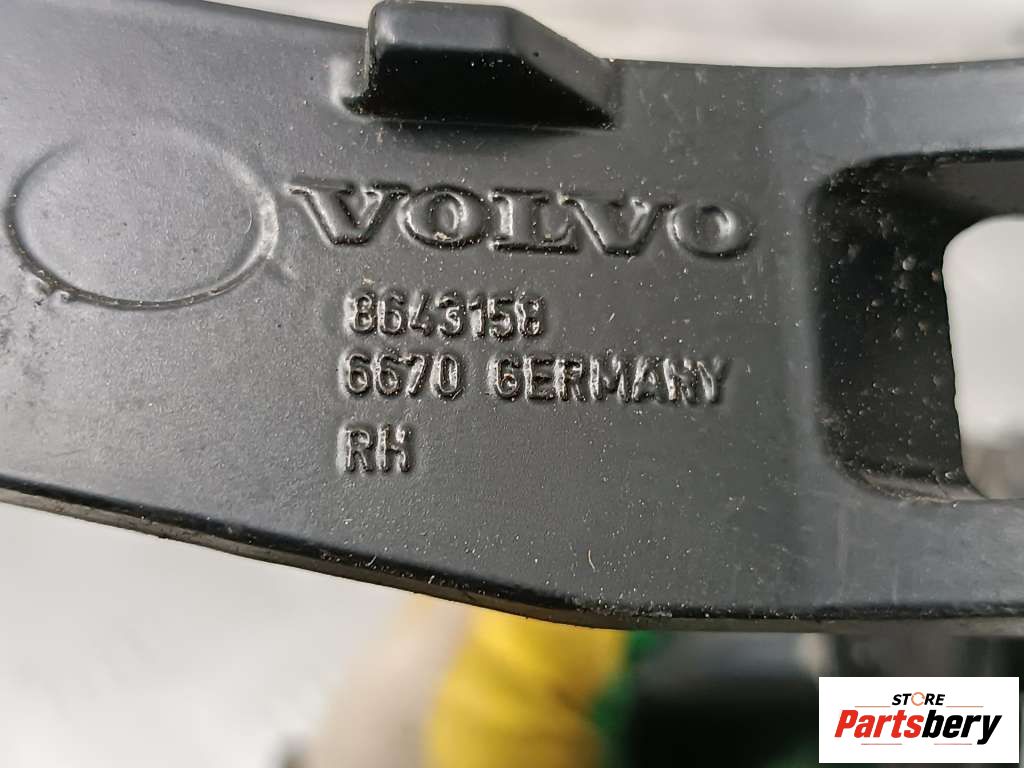 VOLVO
8643158
6670 GERMANY
RH
STORE
Partsbery